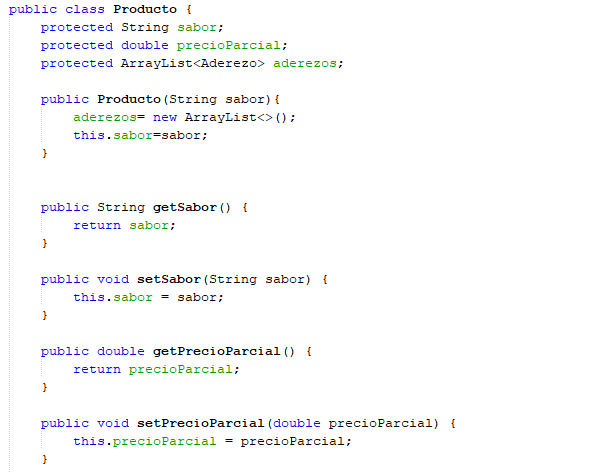 public class Producto {
protected String sabor;
protected double precioParcial;
protected ArrayList<Aderezo> aderezos;
public Producto(String sabor){
aderezos= new ArrayList<>();
this.sabor=sabor;
}
public String getSabor() {
return sabor;
}
public void setSabor(String sabor) {
this.sabor = sabor;
}
public double getPrecioParcial() {
return precioParcial;
}
public void setPrecioParcial(double precioParcial) {
this.precioParcial = precioParcial;
}